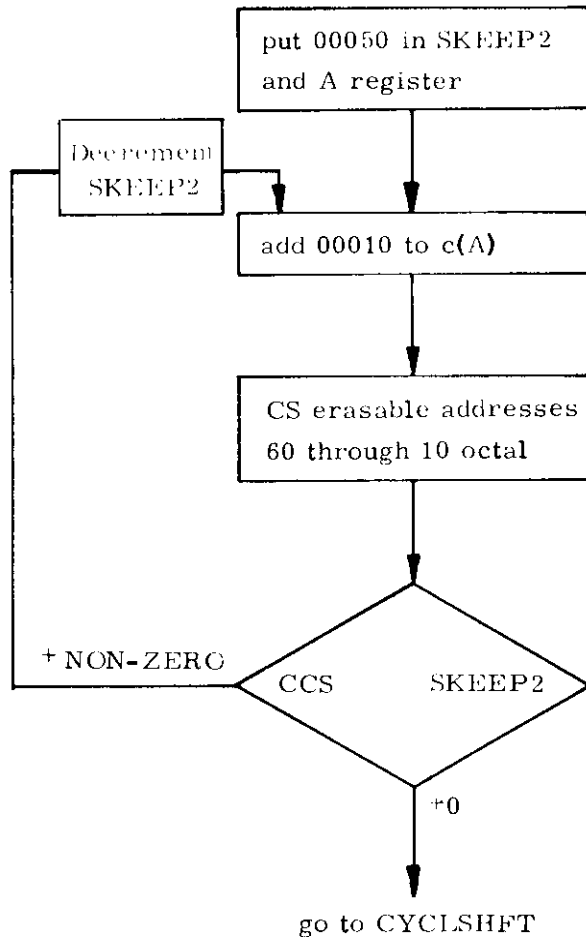 put 00050 in SKEEP2
and A register
Decrement
SKEEP2
add 00010 to c(A)
CS erasable addresses
60 through 10 octal
+ NON-ZERO
CCS SKEEP2
+0
go to CYCLSHFT